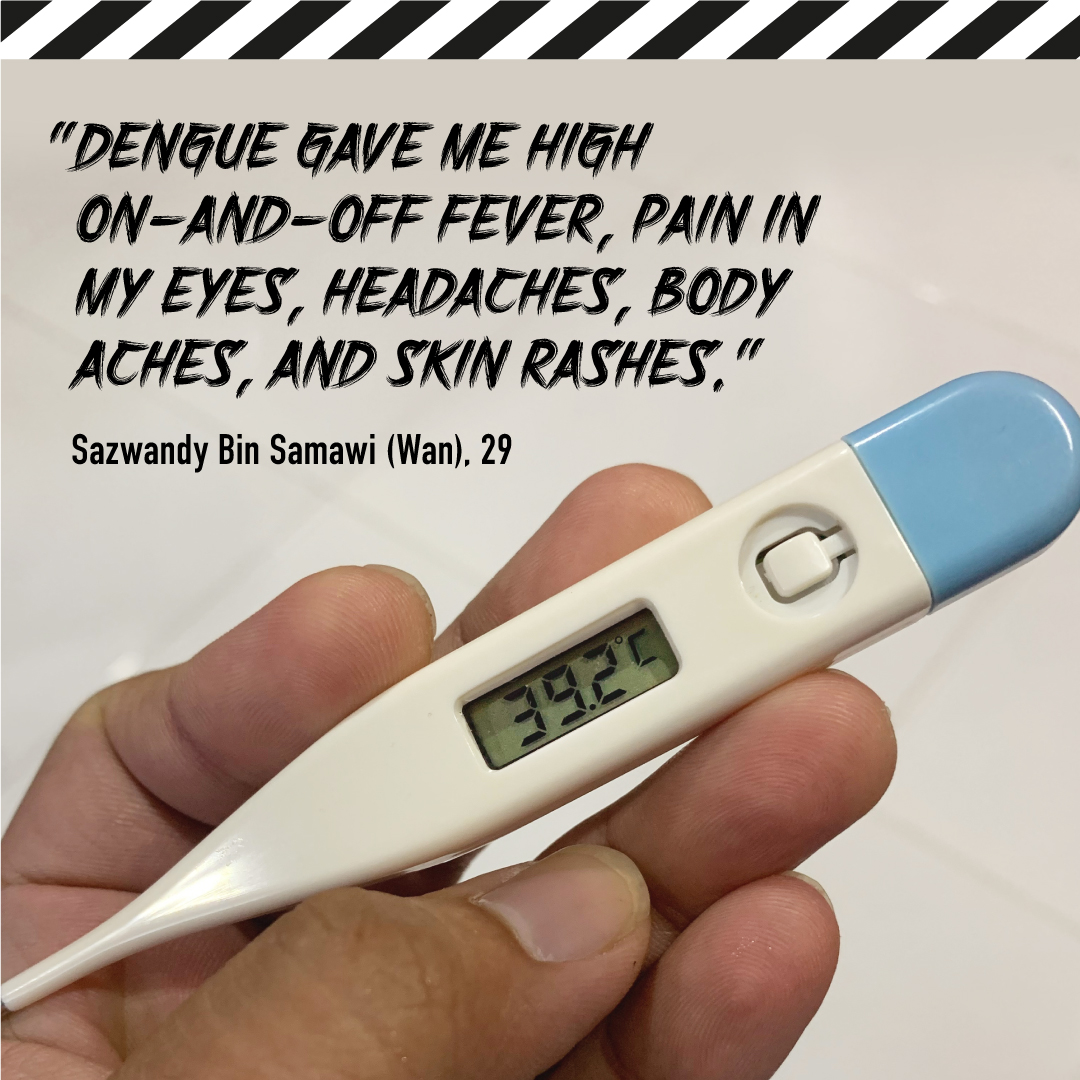 "DENGUE GAVE ME HIGH
ON-AND-OFF FEVER, PAIN IN
MY EYES, HEADACHES, BODY
ACHES, AND SKIN RASHES."
Sazwandy Bin Samawi (Wan), 29
39.2°C